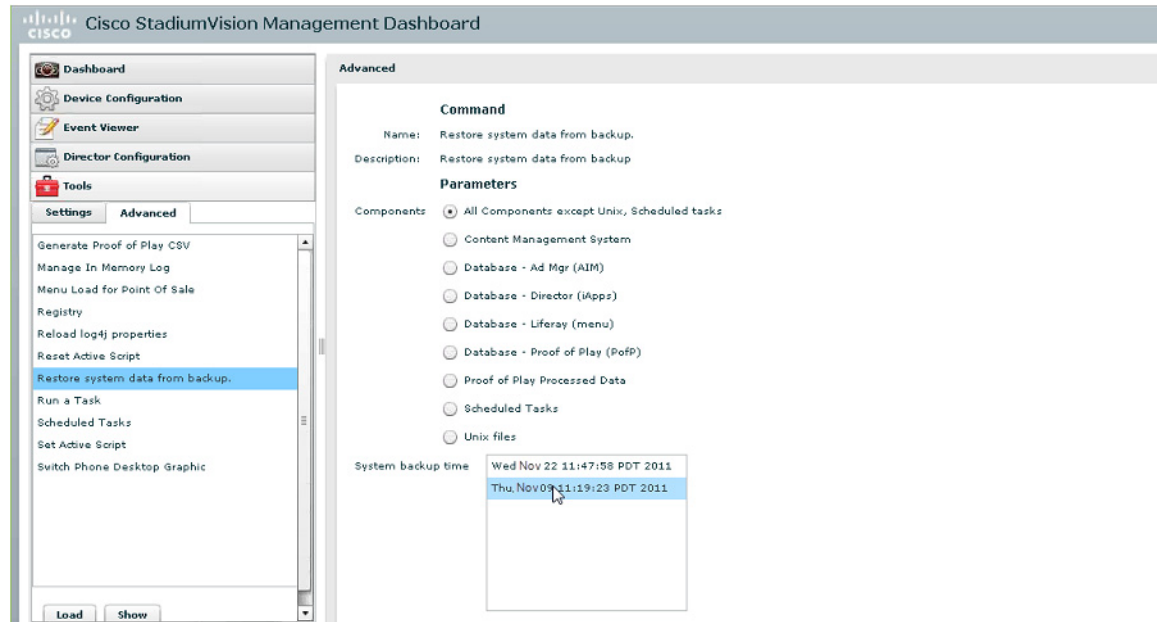 CISCO
Cisco StadiumVision Management Dashboard
Dashboard
Device Configuration
Event Viewer
Director Configuration
Tools
Settings
Advanced
Generate Proof of Play CSV
Manage In Memory Log
Menu Load for Point Of Sale
Registry
Reload log4j properties
Reset Active Script
Restore system data from backup.
Run a Task
Scheduled Tasks
Set Active Script
Switch Phone Desktop Graphic
Load
Show
Advanced
Command
Name: Restore system data from backup.
Description: Restore system data from backup
Parameters
Components
All Components except Unix, Scheduled tasks
Content Management System
Database - Ad Mgr (AIM)
Database - Director (iApps)
Database - Liferay (menu)
Database - Proof of Play (PofP)
Proof of Play Processed Data
Scheduled Tasks
Unix files
System backup time
Wed Nov 22 11:47:58 PDT 2011
Thu, Nov 09 11:19:23 PDT 2011